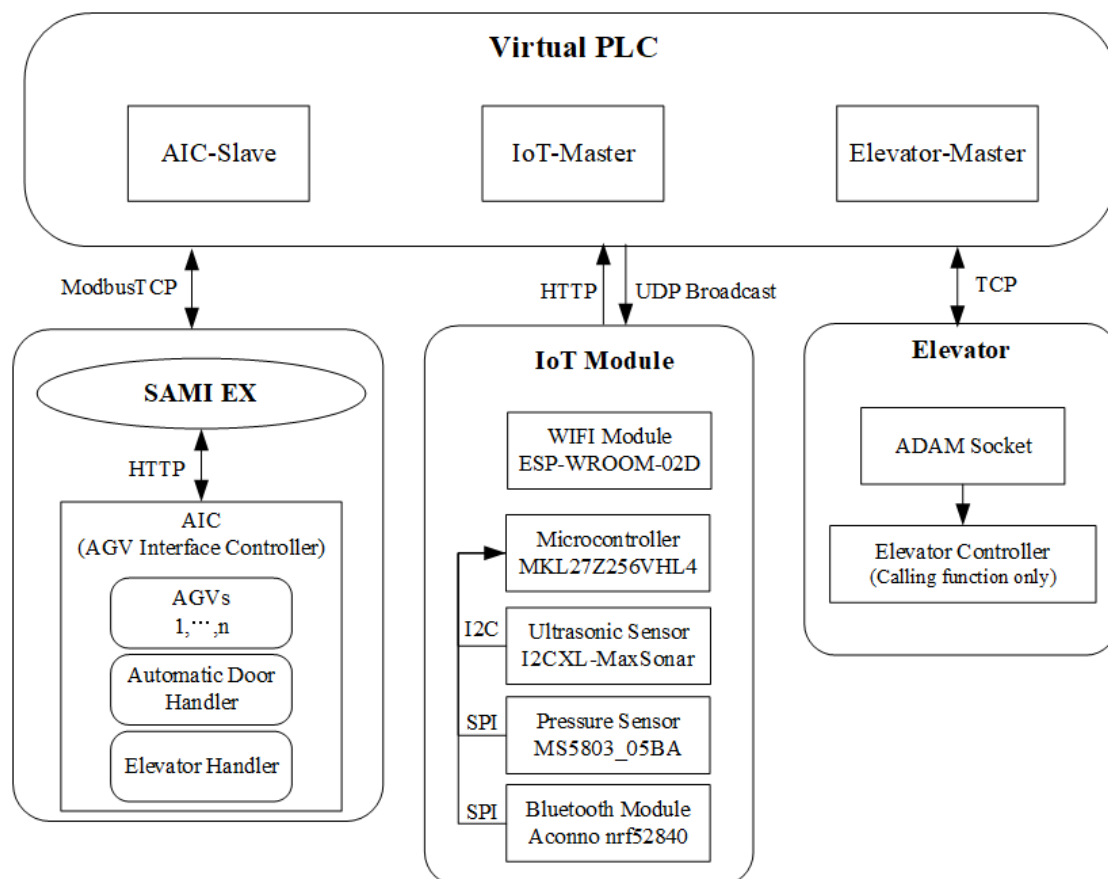 Virtual PLC
AIC-Slave
IoT-Master
Elevator-Master
ModbusTCP
HTTP
UDP Broadcast
TCP
SAMI EX
HTTP
AIC
(AGV Interface Controller)
AGVs
1,⋯,n
Automatic Door
Handler
Elevator Handler
IoT Module
WIFI Module
ESP-WROOM-02D
Microcontroller
MKL27Z256VHL4
I2C
Ultrasonic Sensor
I2CXL-MaxSonar
SPI
Pressure Sensor
MS5803_05BA
SPI
Bluetooth Module
Aconno nrf52840
Elevator
ADAM Socket
Elevator Controller
(Calling function only)